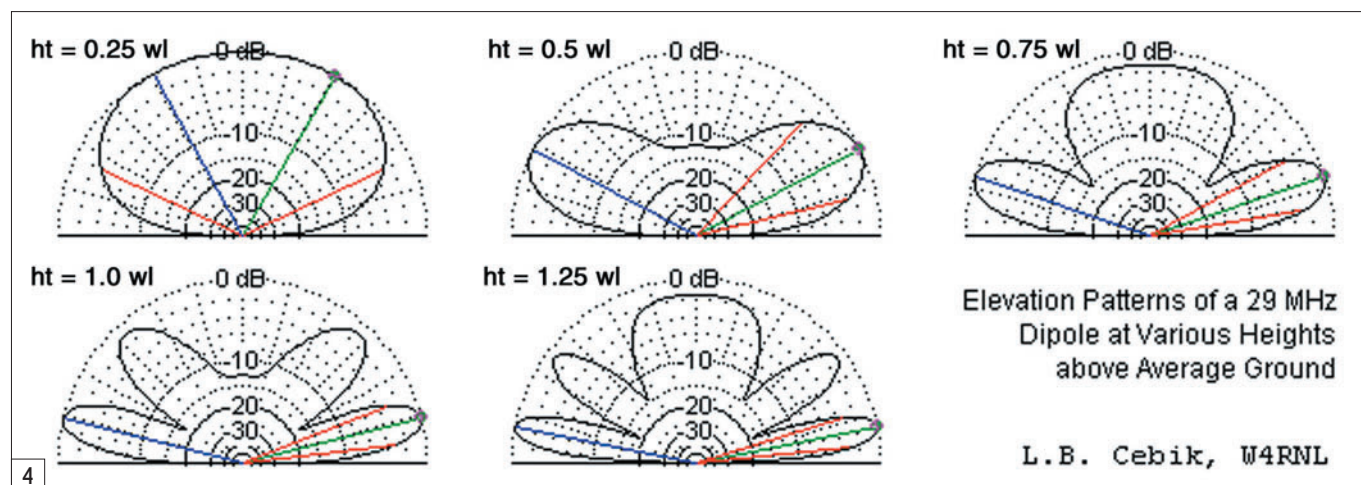 ht = 0.25 wl
0 dB
-10
-20
-30
ht = 0.5 wl
0 dB
-10
-20
-30
ht = 0.75 wl
0 dB
-10
-20
-30
ht = 1.0 wl
0 dB
-10
-20
-30
ht = 1.25 wl
0 dB
-10
-20
-30
Elevation Patterns of a 29 MHz
Dipole at Various Heights
above Average Ground
L.B. Cebik, W4RNL
4